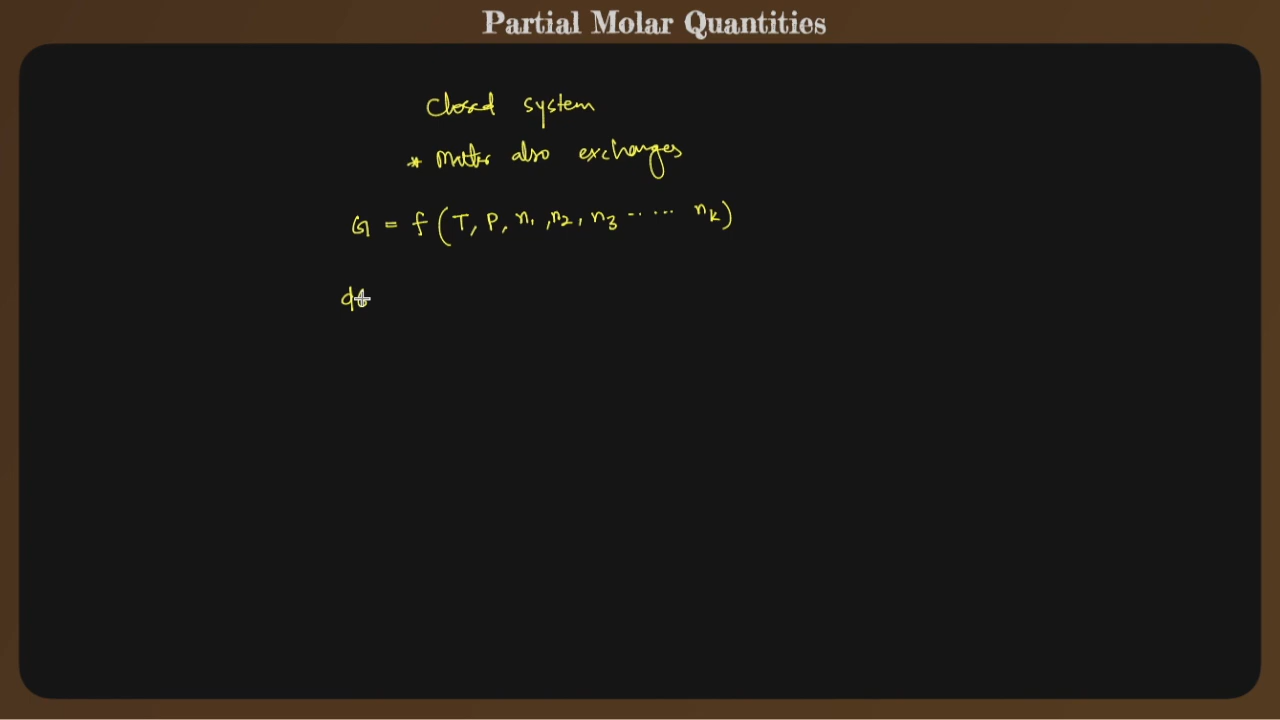 Partial Molar Quantities
Closed system
* Matter also exchanges
G = f (T, P, n1, n2, n3 ...... nk)
dG